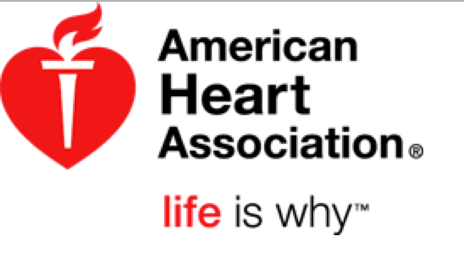 American
Heart
Association®
life is why™